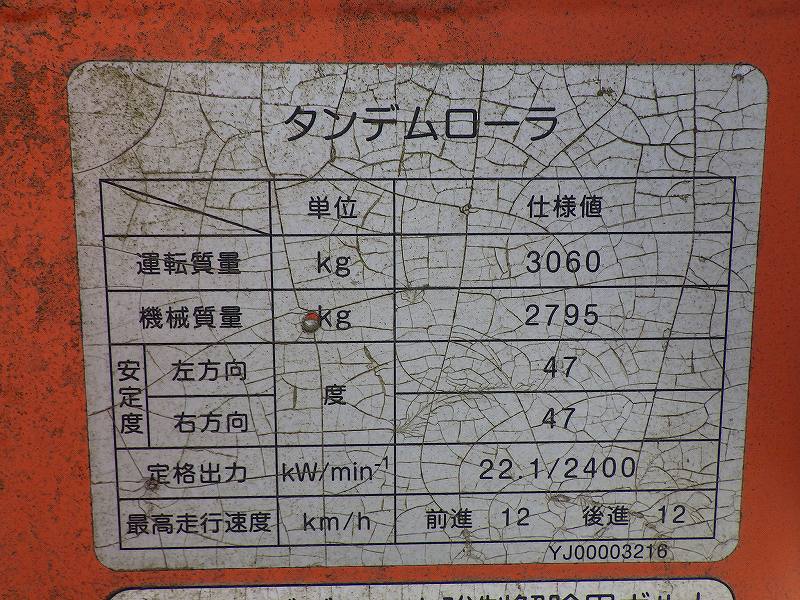 タンデムローラ
単位 仕様値
運転質量 kg 3060
機械質量 kg 2795
安定度 左方向 度 47
右方向 47
定格出力 kW/min⁻¹ 22.1/2400
最高走行速度 km/h 前進 12 後進 12
YJ00003216